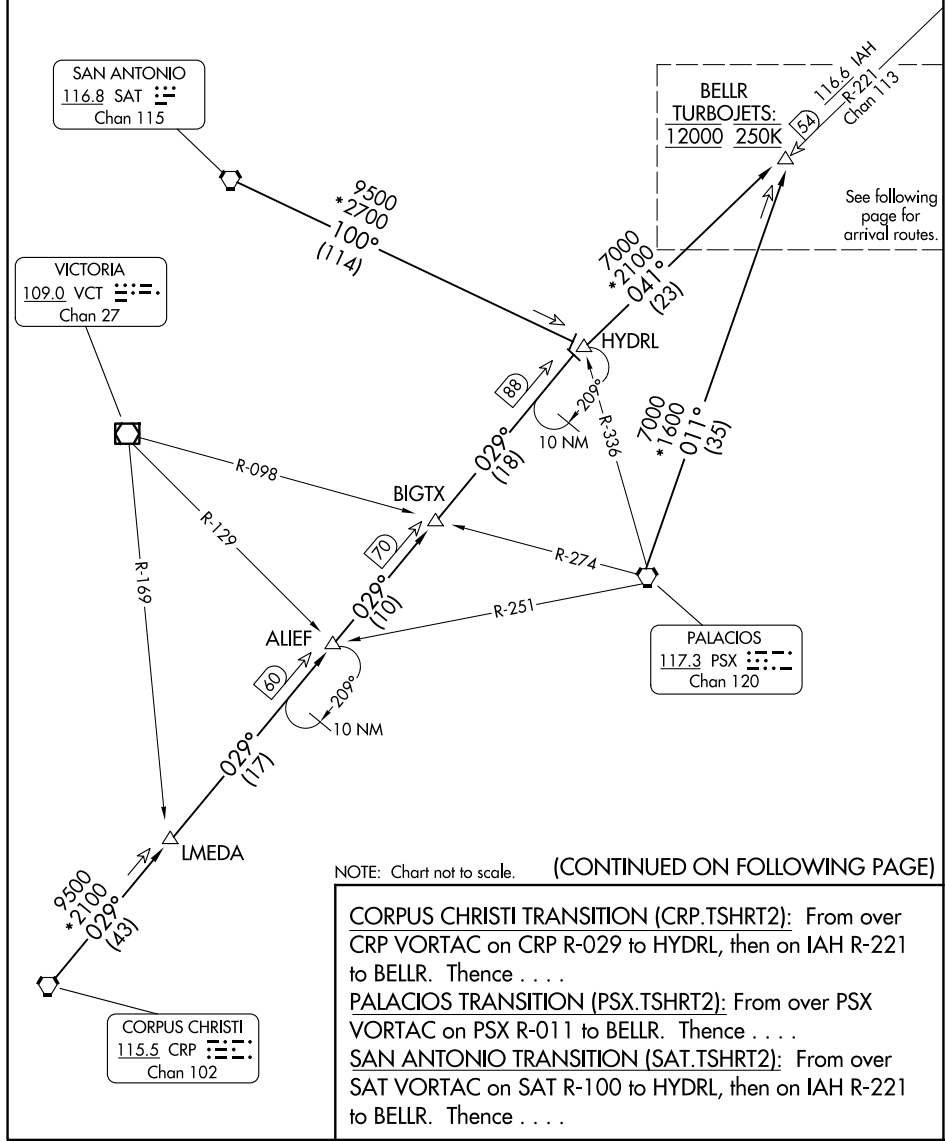 SAN ANTONIO
116.8 SAT
Chan 115
BELLR
TURBOJETS:
12000 250K
54
116.6 IAH
R-221
Chan 113
See following
page for
arrival routes.
9500
*2700
100°
(114)
VICTORIA
109.0 VCT
Chan 27
7000
*2100
041°
(23)
HYDRL
88
209°
10 NM
R-336
7000
*1600
011°
(35)
029°
(18)
R-098
BIGTX
R-129
70
R-274
R-169
029°
(10)
R-251
ALIEF
60
209°
10 NM
PALACIOS
117.3 PSX
Chan 120
029°
(17)
LMEDA
9500
*2100
029°
(43)
CORPUS CHRISTI
115.5 CRP
Chan 102
NOTE: Chart not to scale.
(CONTINUED ON FOLLOWING PAGE)
CORPUS CHRISTI TRANSITION (CRP.TSHRT2): From over
CRP VORTAC on CRP R-029 to HYDRL, then on IAH R-221
to BELLR. Thence . . . .
PALACIOS TRANSITION (PSX.TSHRT2): From over PSX
VORTAC on PSX R-011 to BELLR. Thence . . . .
SAN ANTONIO TRANSITION (SAT.TSHRT2): From over
SAT VORTAC on SAT R-100 to HYDRL, then on IAH R-221
to BELLR. Thence . . . .